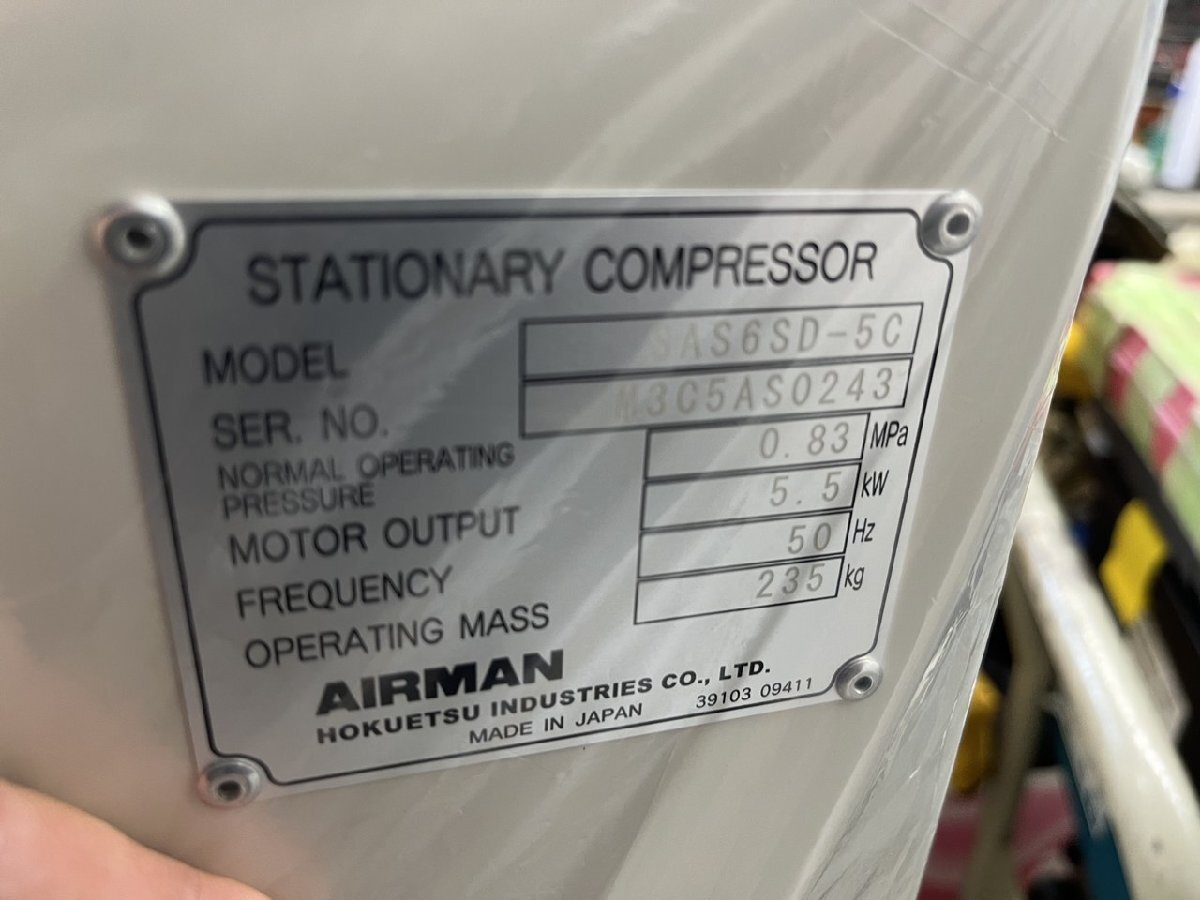 STATIONARY COMPRESSOR
MODEL SAS6SD-5C
SER. NO. M3C5AS0243
NORMAL OPERATING
PRESSURE 0.83 MPa
MOTOR OUTPUT 5.5 kW
FREQUENCY 50 Hz
OPERATING MASS 235 kg
AIRMAN
HOKUETSU INDUSTRIES CO., LTD.
MADE IN JAPAN 39103 09411